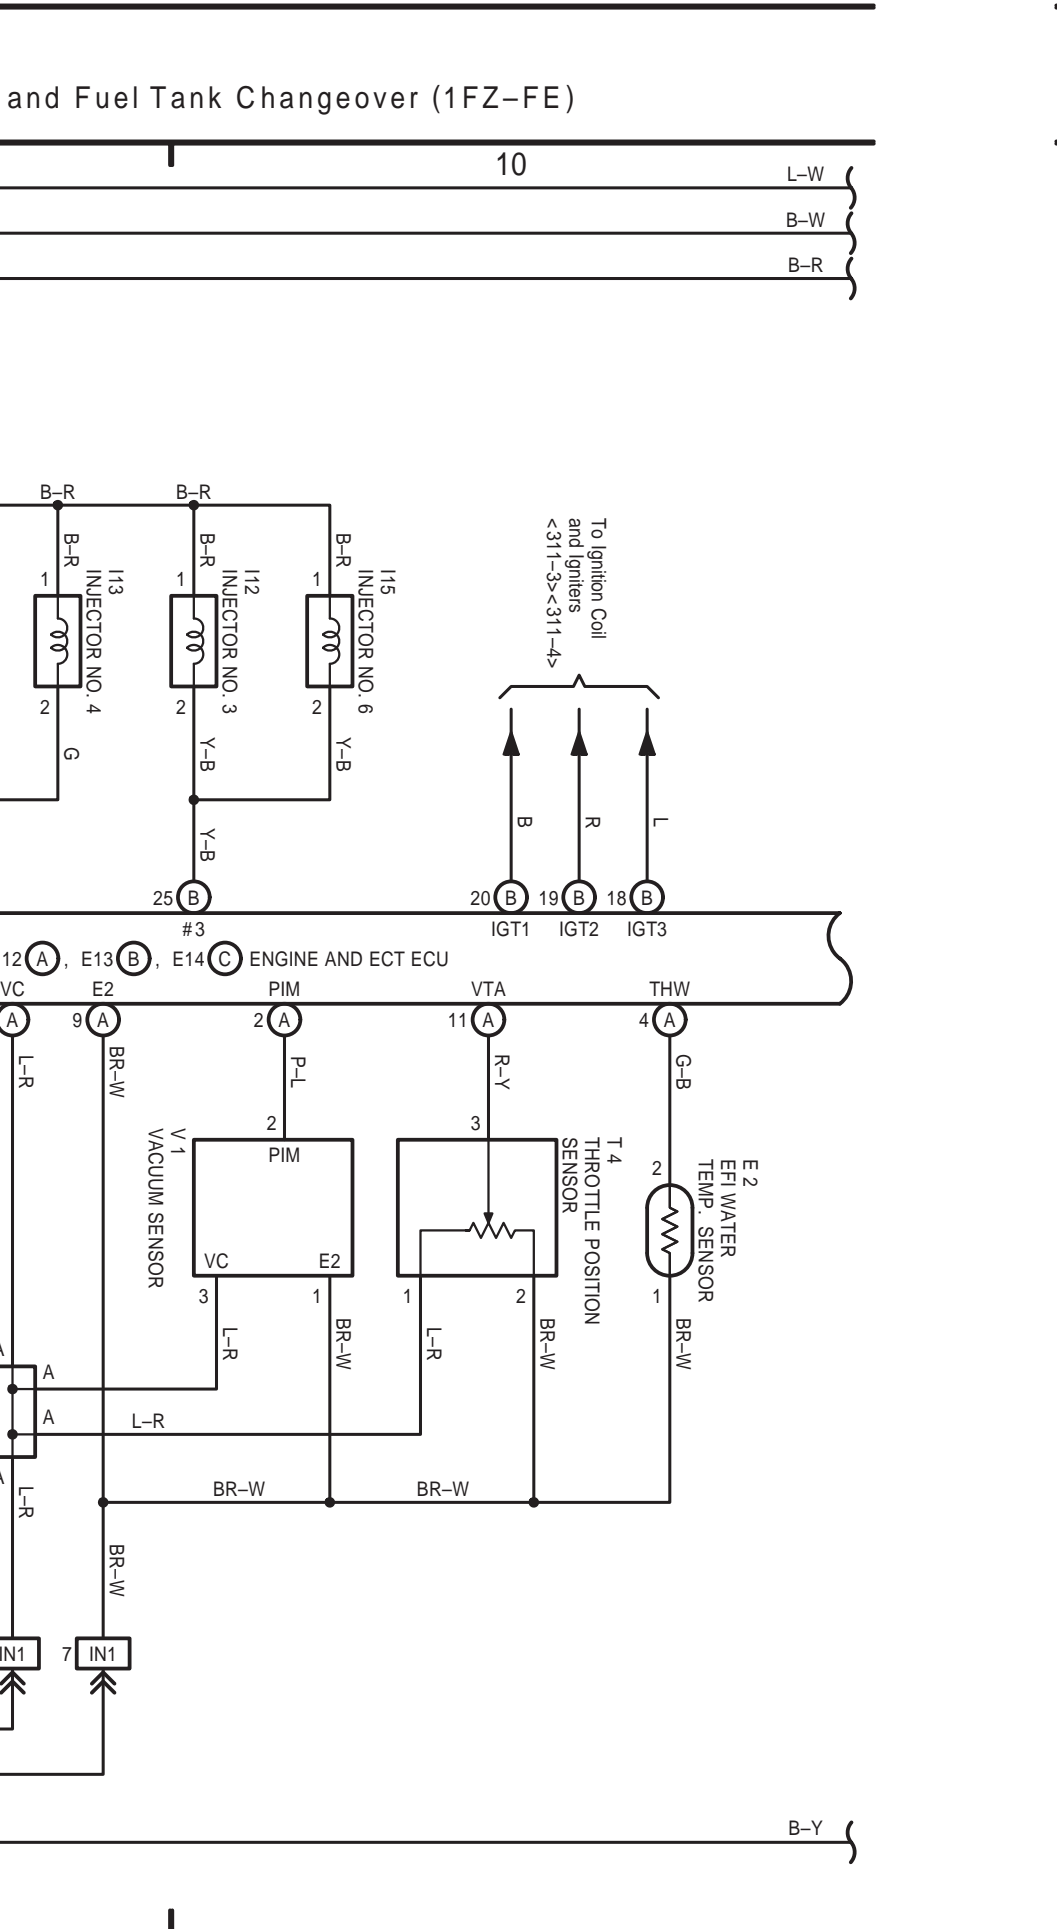 and Fuel Tank Changeover (1FZ–FE)
10
L–W
B–W
B–R
B–R
B–R
B–R
B–R
B–R
1
1
1
I13
INJECTOR NO. 4
I12
INJECTOR NO. 3
I15
INJECTOR NO. 6
2
2
2
G
Y–B
Y–B
Y–B
To Ignition Coil
and Igniters
<311–3><311–4>
B
R
L
25 B
20 B
19 B
18 B
#3
IGT1
IGT2
IGT3
12 A , E13 B , E14 C ENGINE AND ECT ECU
VC
E2
PIM
VTA
THW
A
9 A
2 A
11 A
4 A
L–R
BR–W
P–L
R–Y
G–B
V 1
VACUUM SENSOR
2
PIM
VC
E2
3
1
T 4
THROTTLE POSITION
SENSOR
3
1
2
E 2
EFI WATER
TEMP. SENSOR
2
1
L–R
BR–W
L–R
BR–W
BR–W
A
A
A
L–R
A
L–R
BR–W
BR–W
BR–W
IN1
7 IN1
B–Y